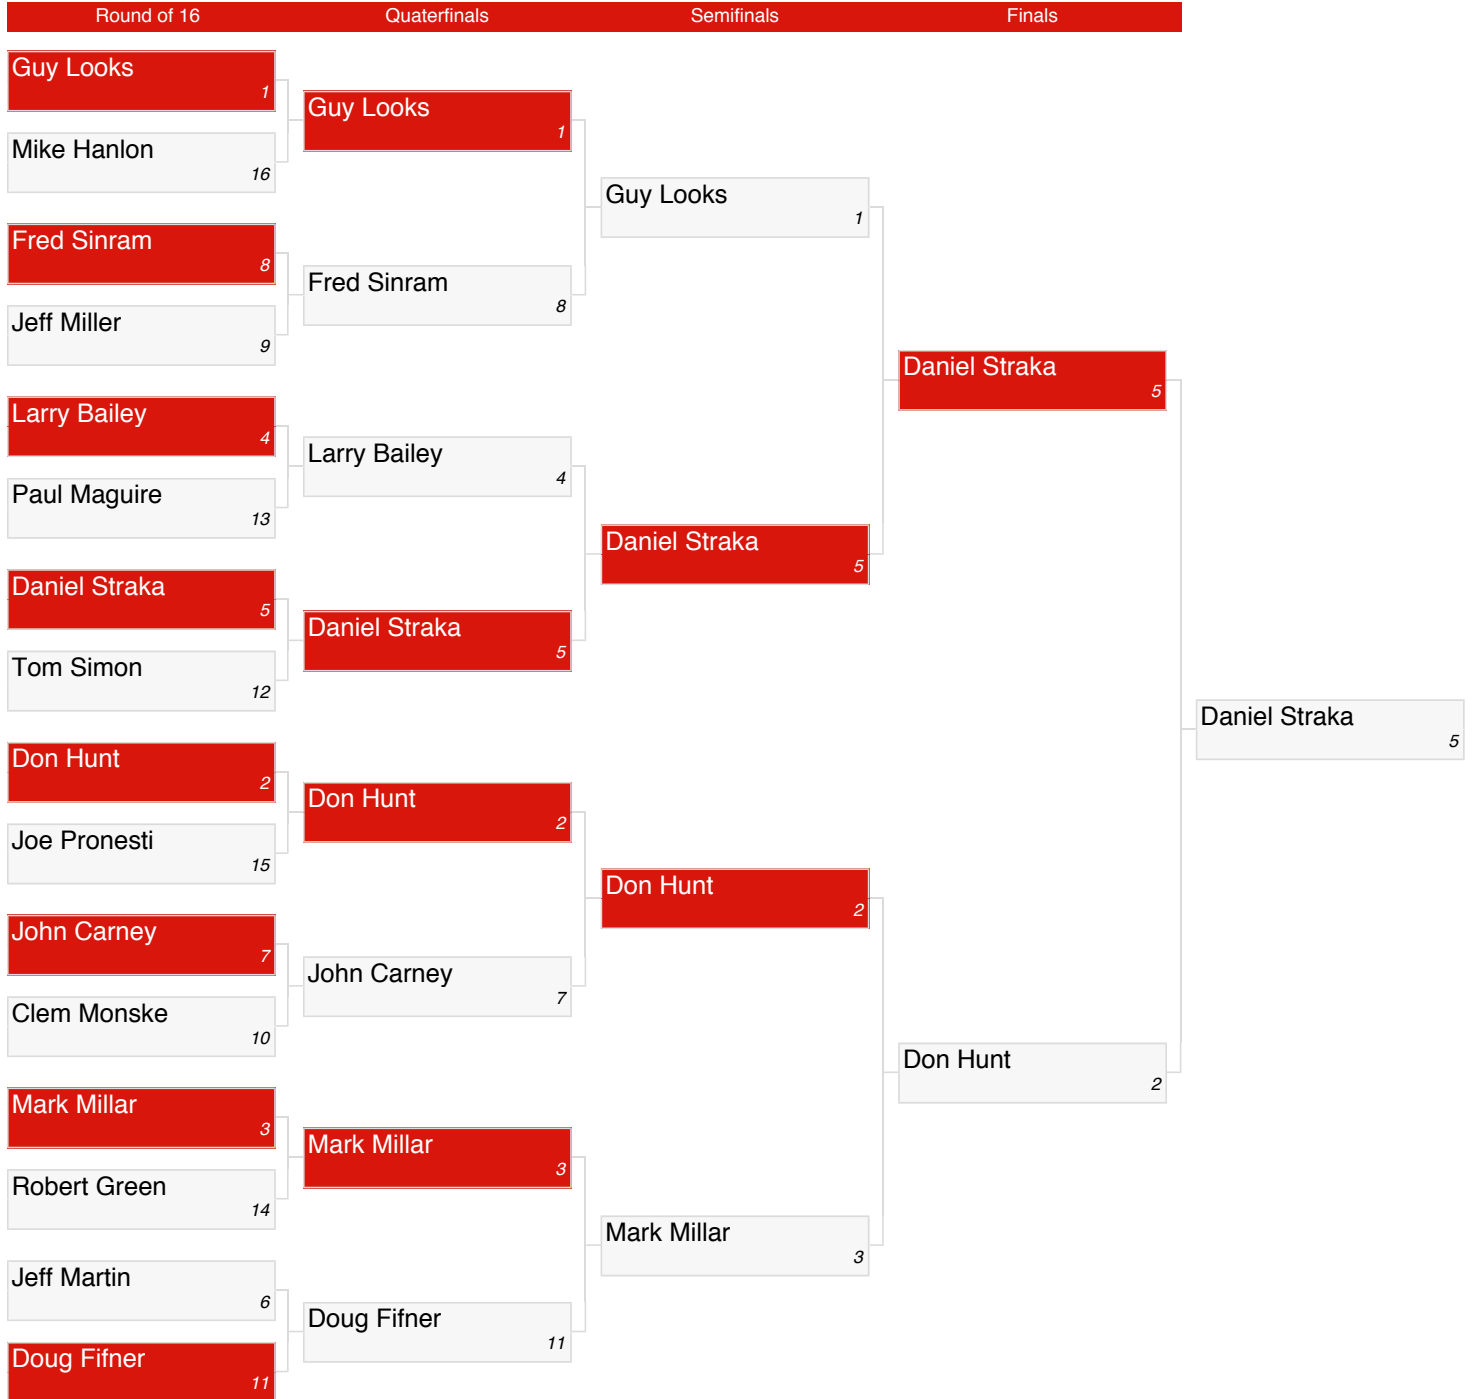 Round of 16
Quaterfinals
Semifinals
Finals
Guy Looks
1
Mike Hanlon
16
Fred Sinram
8
Jeff Miller
9
Larry Bailey
4
Paul Maguire
13
Daniel Straka
5
Tom Simon
12
Don Hunt
2
Joe Pronesti
15
John Carney
7
Clem Monske
10
Mark Millar
3
Robert Green
14
Jeff Martin
6
Doug Fifner
11
Guy Looks
1
Fred Sinram
8
Larry Bailey
4
Daniel Straka
5
Don Hunt
2
John Carney
7
Mark Millar
3
Doug Fifner
11
Guy Looks
1
Daniel Straka
5
Don Hunt
2
Mark Millar
3
Daniel Straka
5
Don Hunt
2
Daniel Straka
5